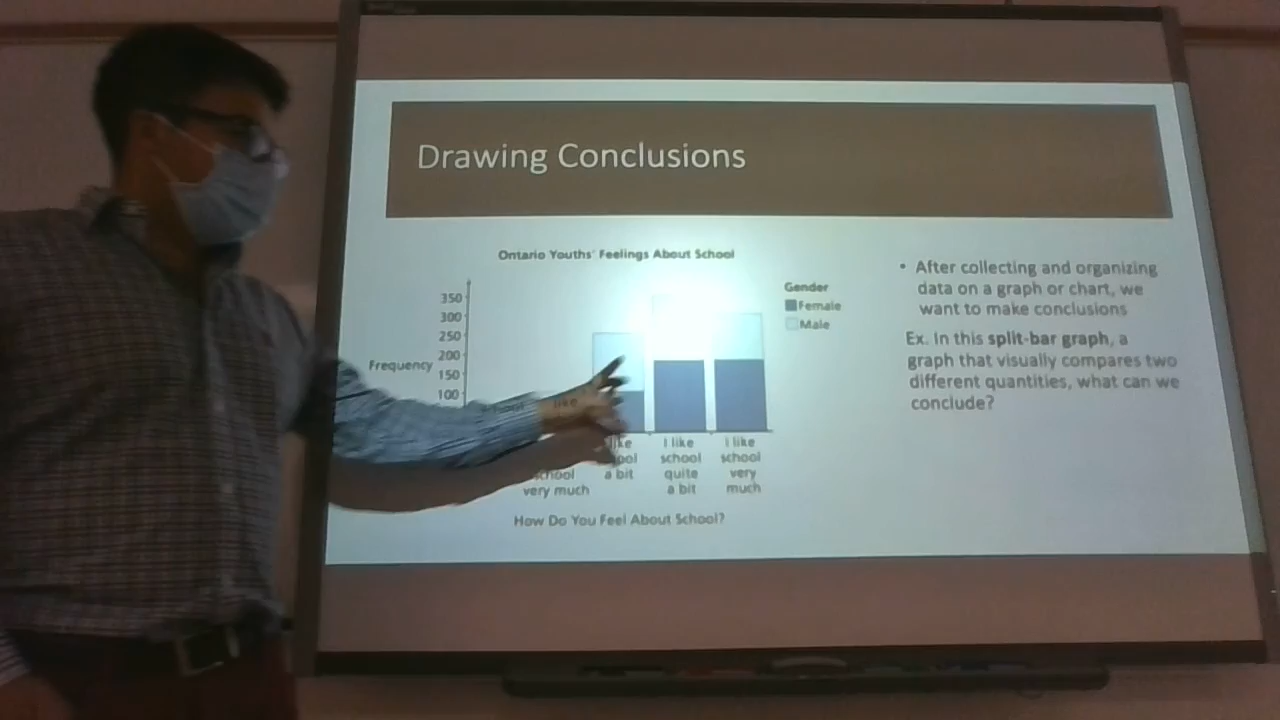 Drawing Conclusions
Ontario Youths' Feelings About School
Gender
Female
Male
350
300
250
200
150
100
Frequency
school
very much
like
a bit
I like
school
quite
a bit
I like
school
very
much
How Do You Feel About School?
• After collecting and organizing
data on a graph or chart, we
want to make conclusions
Ex. In this split-bar graph, a
graph that visually compares two
different quantities, what can we
conclude?